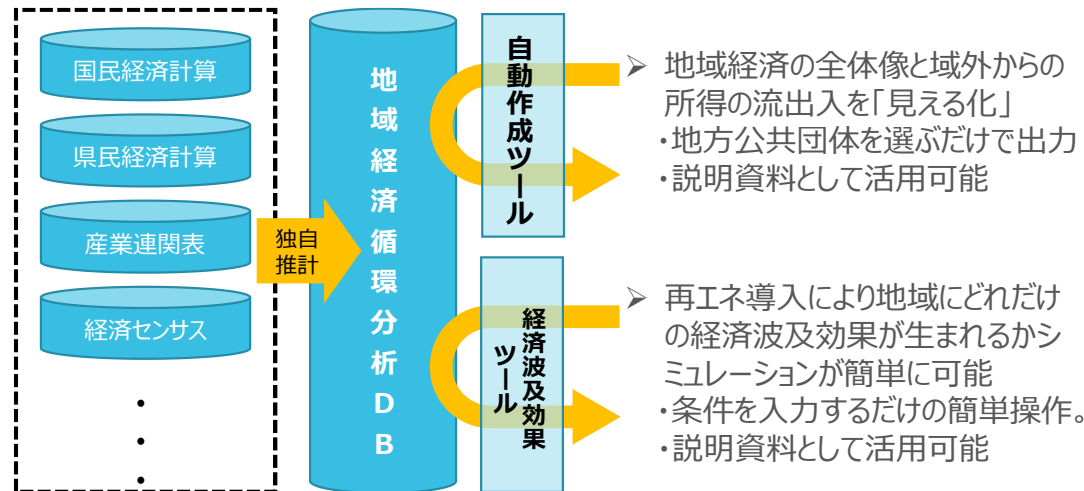 国民経済計算
県民経済計算
産業連関表
経済センサス
・
・
・
独自
推計
地域経済循環分析DB
自動作成ツール
➢ 地域経済の全体像と域外からの
所得の流出入を「見える化」
・地方公共団体を選ぶだけで出力
・説明資料として活用可能
経済波及効果
ツール
➢ 再エネ導入により地域にどれだけ
の経済波及効果が生まれるかシ
ミュレーションが簡単に可能
・条件を入力するだけの簡単操作。
・説明資料として活用可能